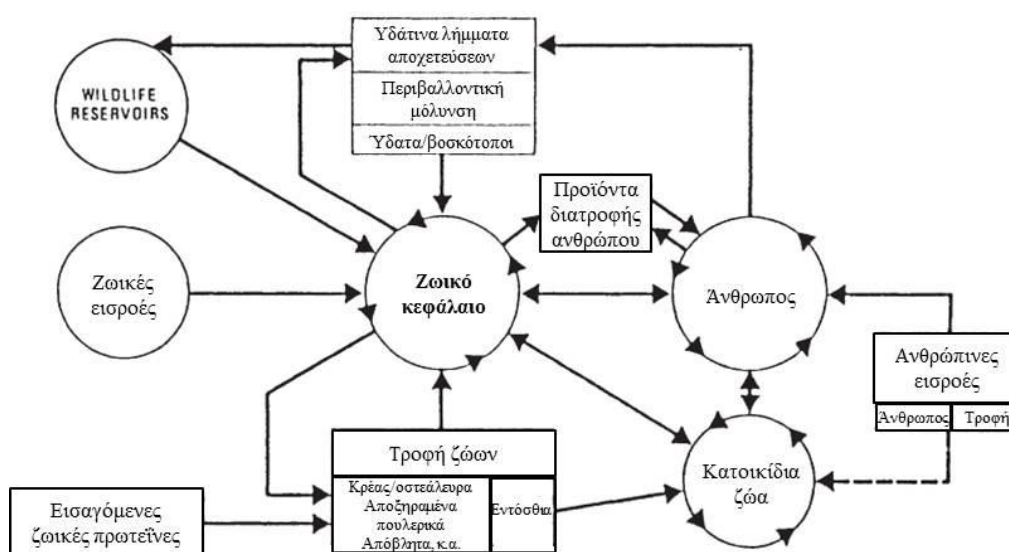 Υδάτινα λήμματα
αποχετεύσεων
Περιβαλλοντική
μόλυνση
Ύδατα/βοσκότοποι
WILDLIFE
RESERVOIRS
Προϊόντα
διατροφής
ανθρώπου
Ζωικές
εισροές
Ζωικό
κεφάλαιο
Άνθρωπος
Ανθρώπινες
εισροές
Άνθρωπος Τροφή
Τροφή ζώων
Κρέας/οστεάλευρα
Αποξηραμένα
πουλερικά
Απόβλητα, κ.α.
Εντόσθια
Κατοικίδια
ζώα
Εισαγόμενες
ζωικές πρωτεΐνες